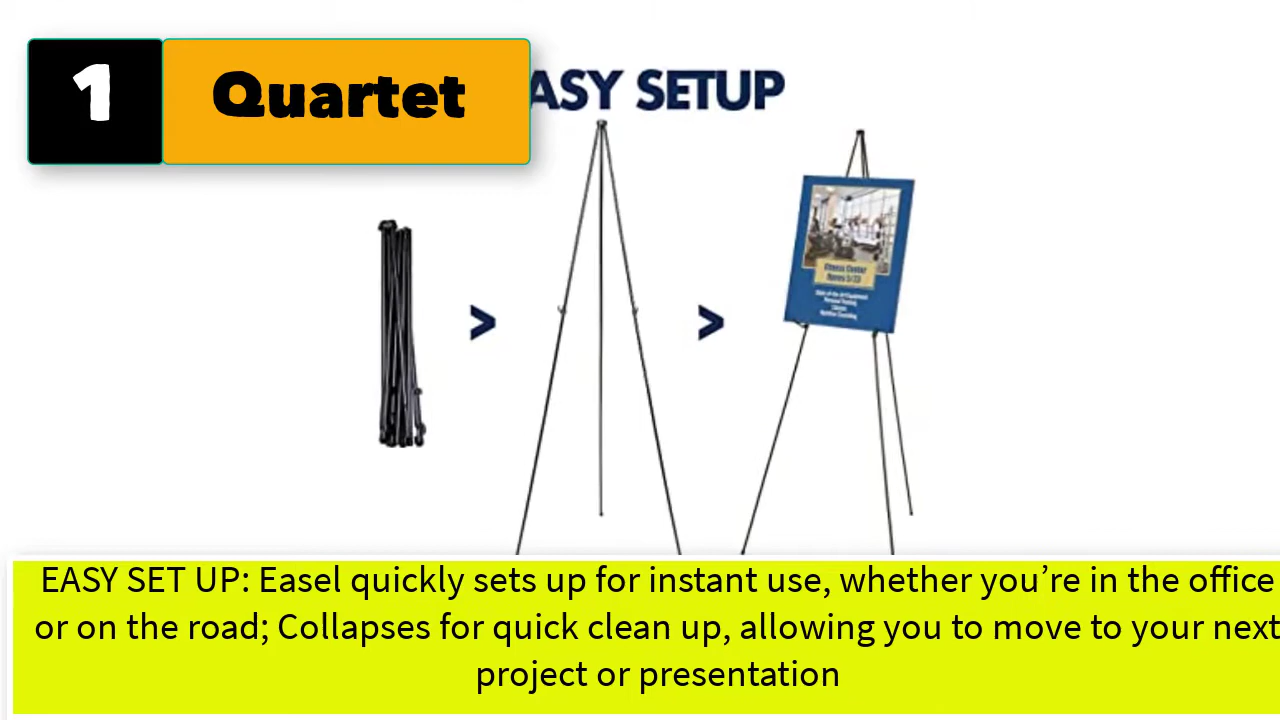 1 Quartet
ASY SETUP
> >
Fitness Center
EASY SET UP: Easel quickly sets up for instant use, whether you’re in the office
or on the road; Collapses for quick clean up, allowing you to move to your next
project or presentation